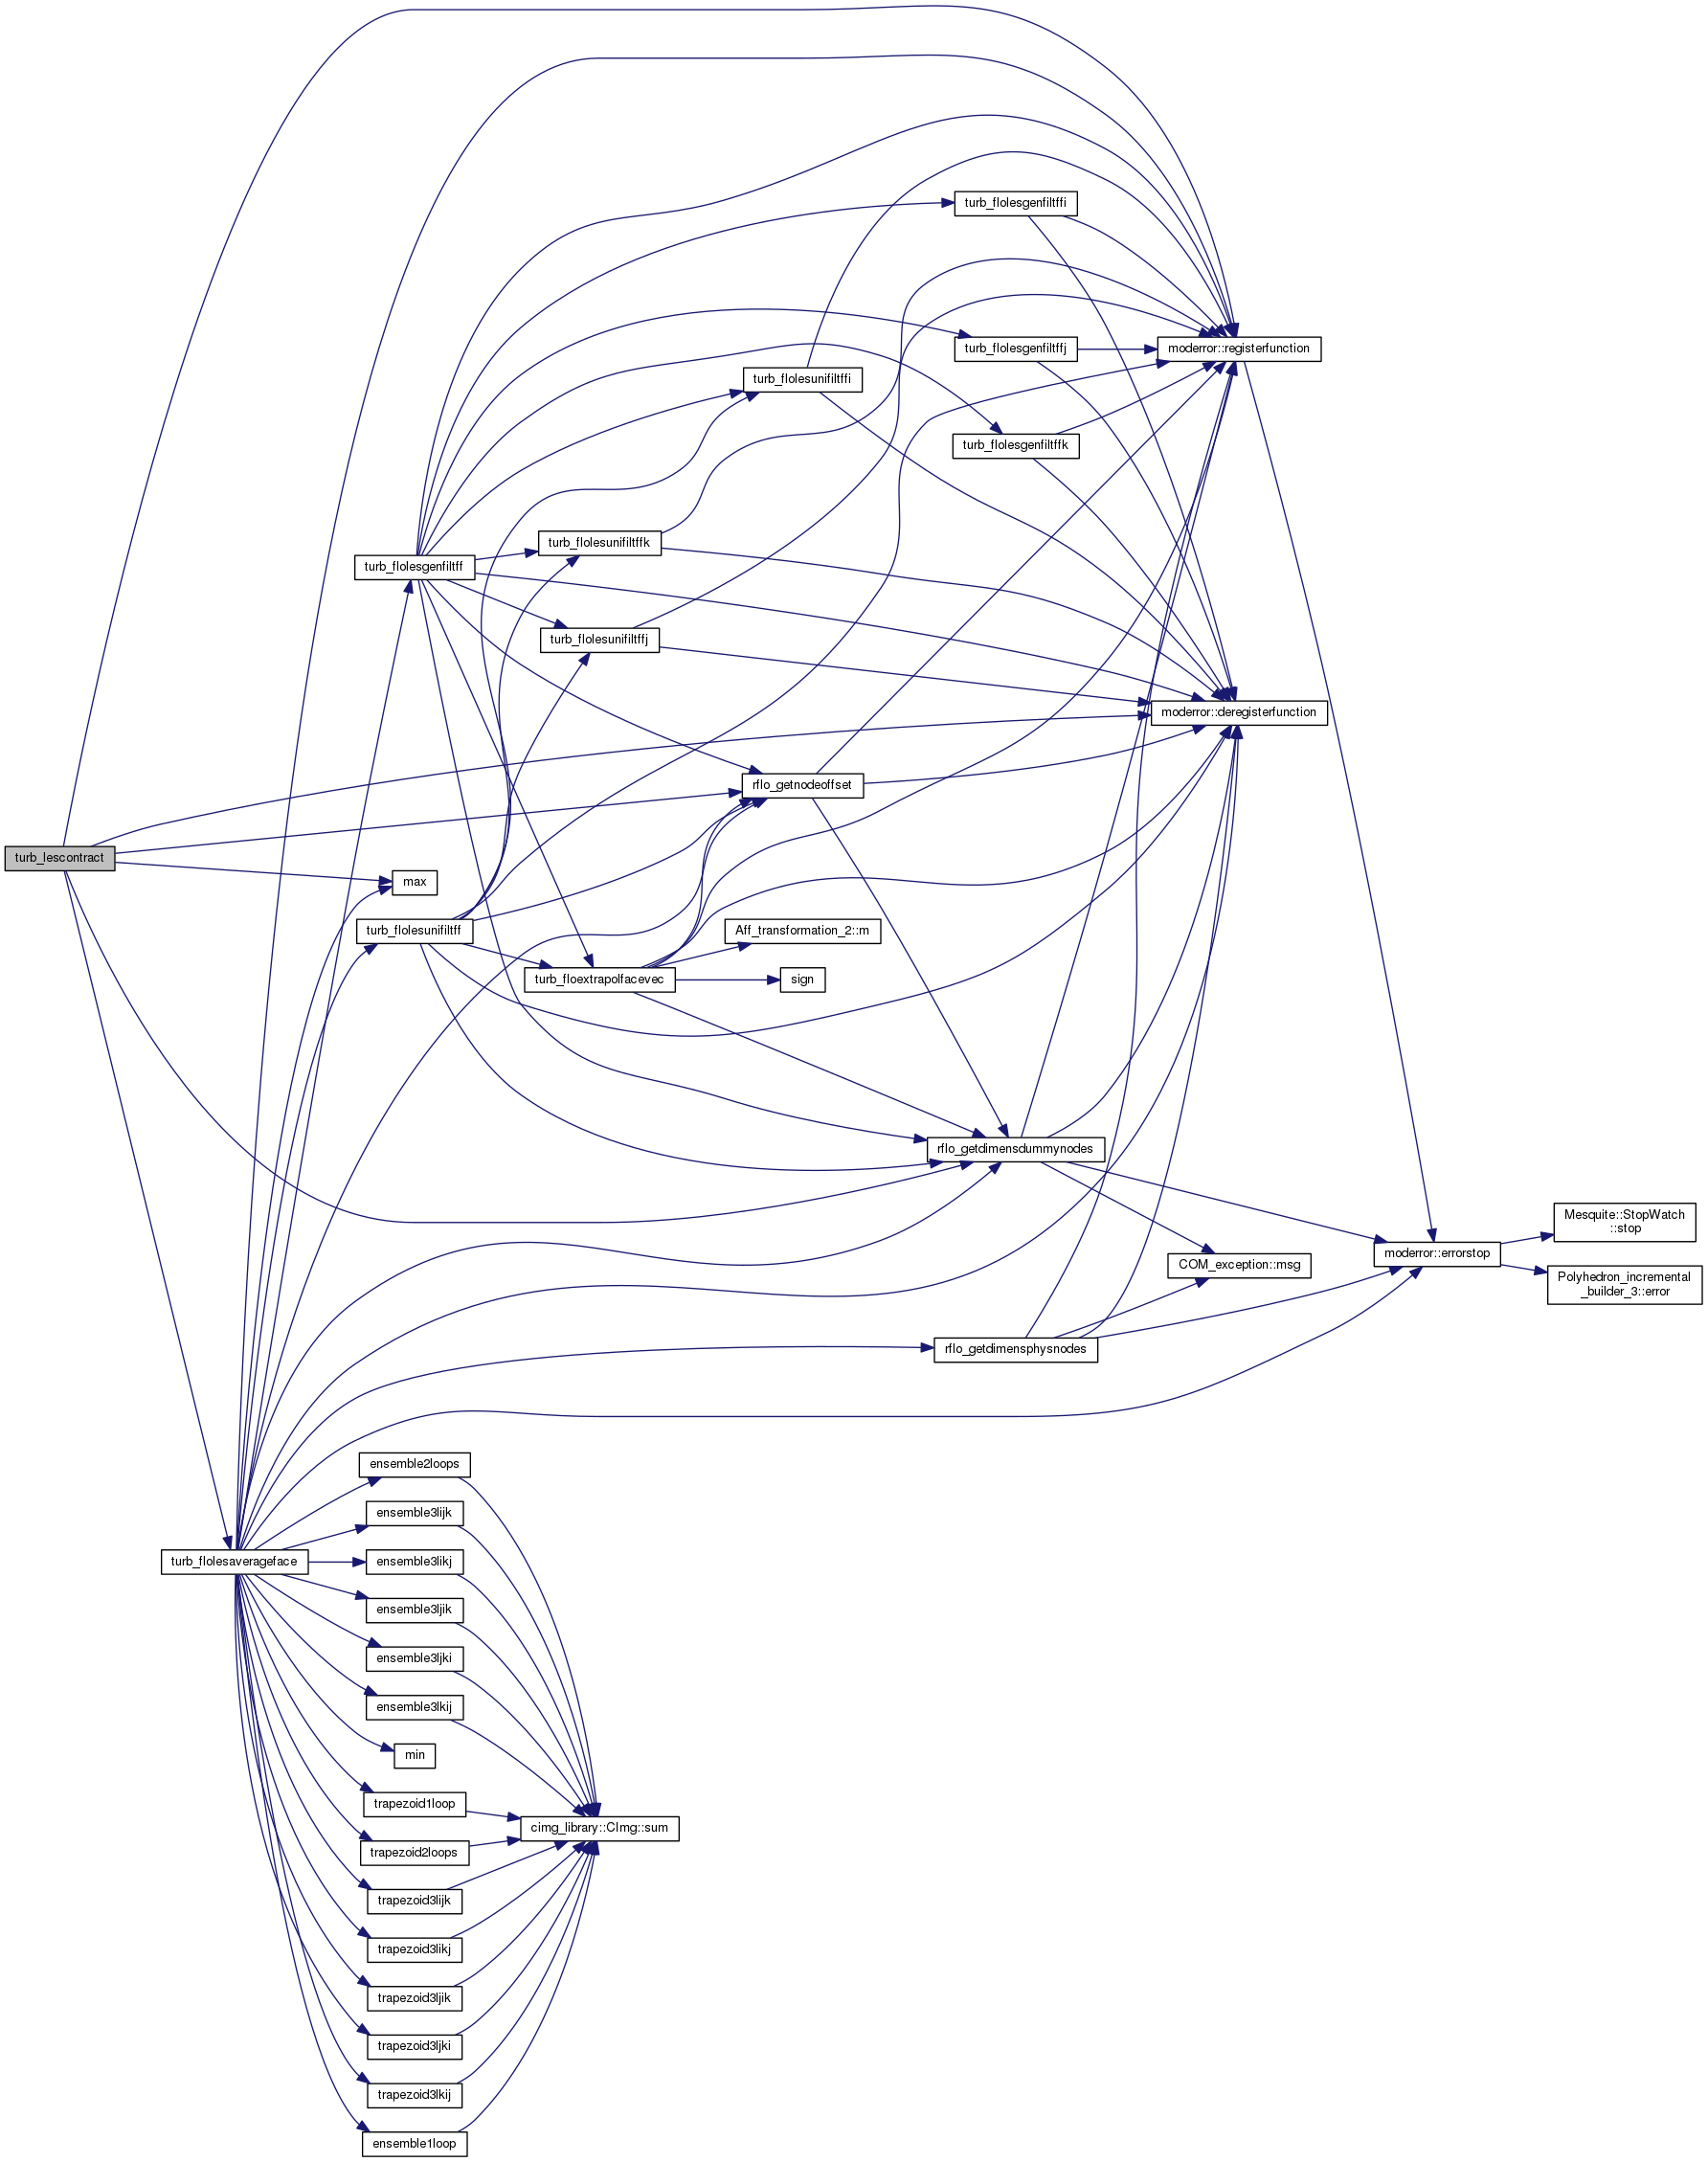 turb_flolesgenfiltffi
moderror::registerfunction
turb_flolesgenfiltffj
turb_flolesunifiltffi
turb_flolesgenfiltffk
turb_flolesunifiltffk
turb_flolesgenfiltff
turb_flolesunifiltffj
moderror::deregisterfunction
rflo_getnodeoffset
turb_lescontract
max
turb_flolesunifiltff
Aff_transformation_2::m
turb_floextrapolfacevec
sign
rflo_getdimensdummynodes
Mesquite::StopWatch
::stop
moderror::errorstop
COM_exception::msg
Polyhedron_incremental
_builder_3::error
rflo_getdimensphysnodes
ensemble2loops
ensemble3lijk
turb_flolesaverageface
ensemble3likj
ensemble3ljik
ensemble3ljki
ensemble3lkij
min
trapezoid1loop
cimg_library::CImg::sum
trapezoid2loops
trapezoid3lijk
trapezoid3likj
trapezoid3ljik
trapezoid3ljki
trapezoid3lkij
ensemble1loop